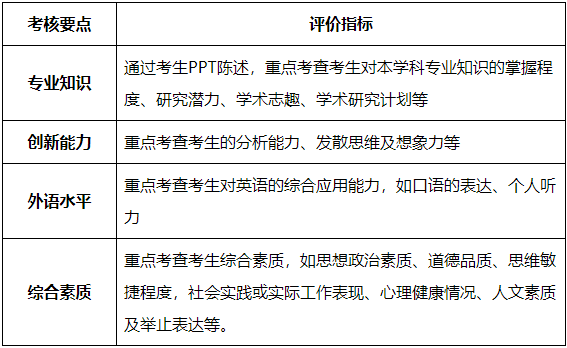 考核要点 评价指标
专业知识
通过考生PPT陈述，重点考查考生对本学科专业知识的掌握程
度、研究潜力、学术志趣、学术研究计划等
创新能力 重点考查考生的分析能力、发散思维及想象力等
外语水平
重点考查考生对英语的综合应用能力，如口语的表达、个人听
力
综合素质
重点考查考生综合素质，如思想政治素质、道德品质、思维敏
捷程度，社会实践或实际工作表现、心理健康情况、人文素质
及举止表达等。